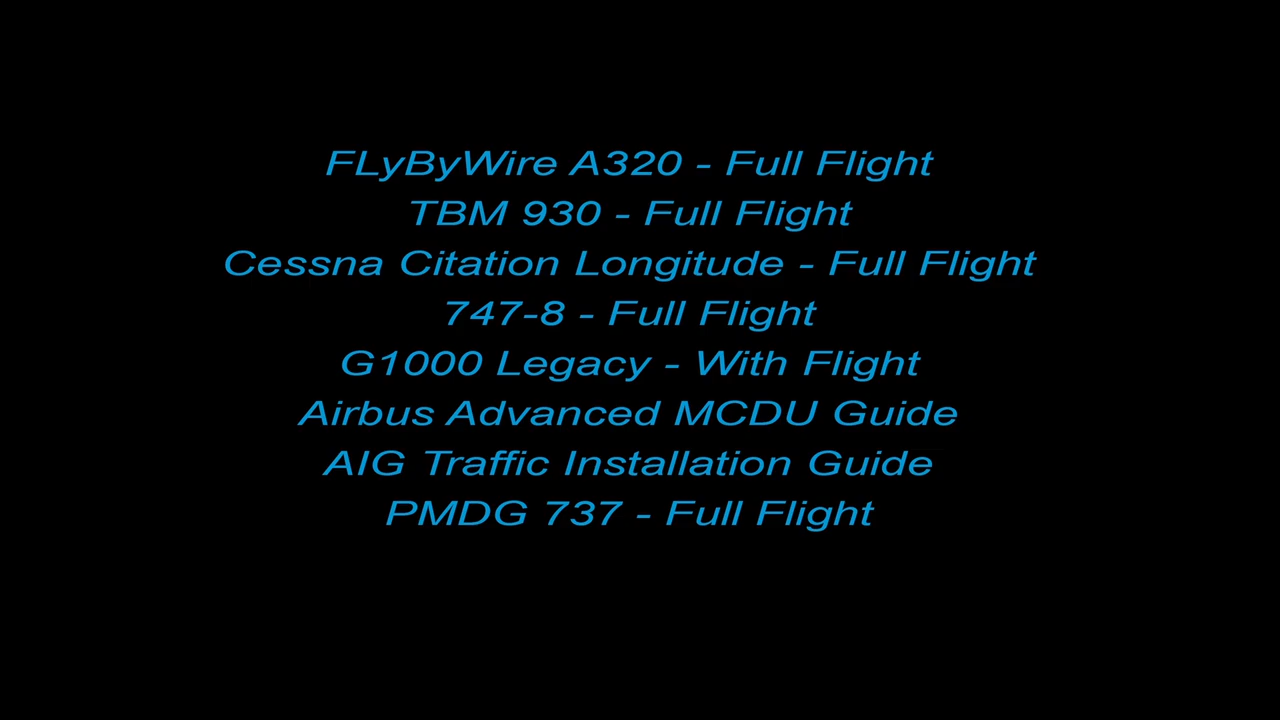 FLyByWire A320 - Full Flight
TBM 930 - Full Flight
Cessna Citation Longitude - Full Flight
747-8 - Full Flight
G1000 Legacy - With Flight
Airbus Advanced MCDU Guide
AIG Traffic Installation Guide
PMDG 737 - Full Flight